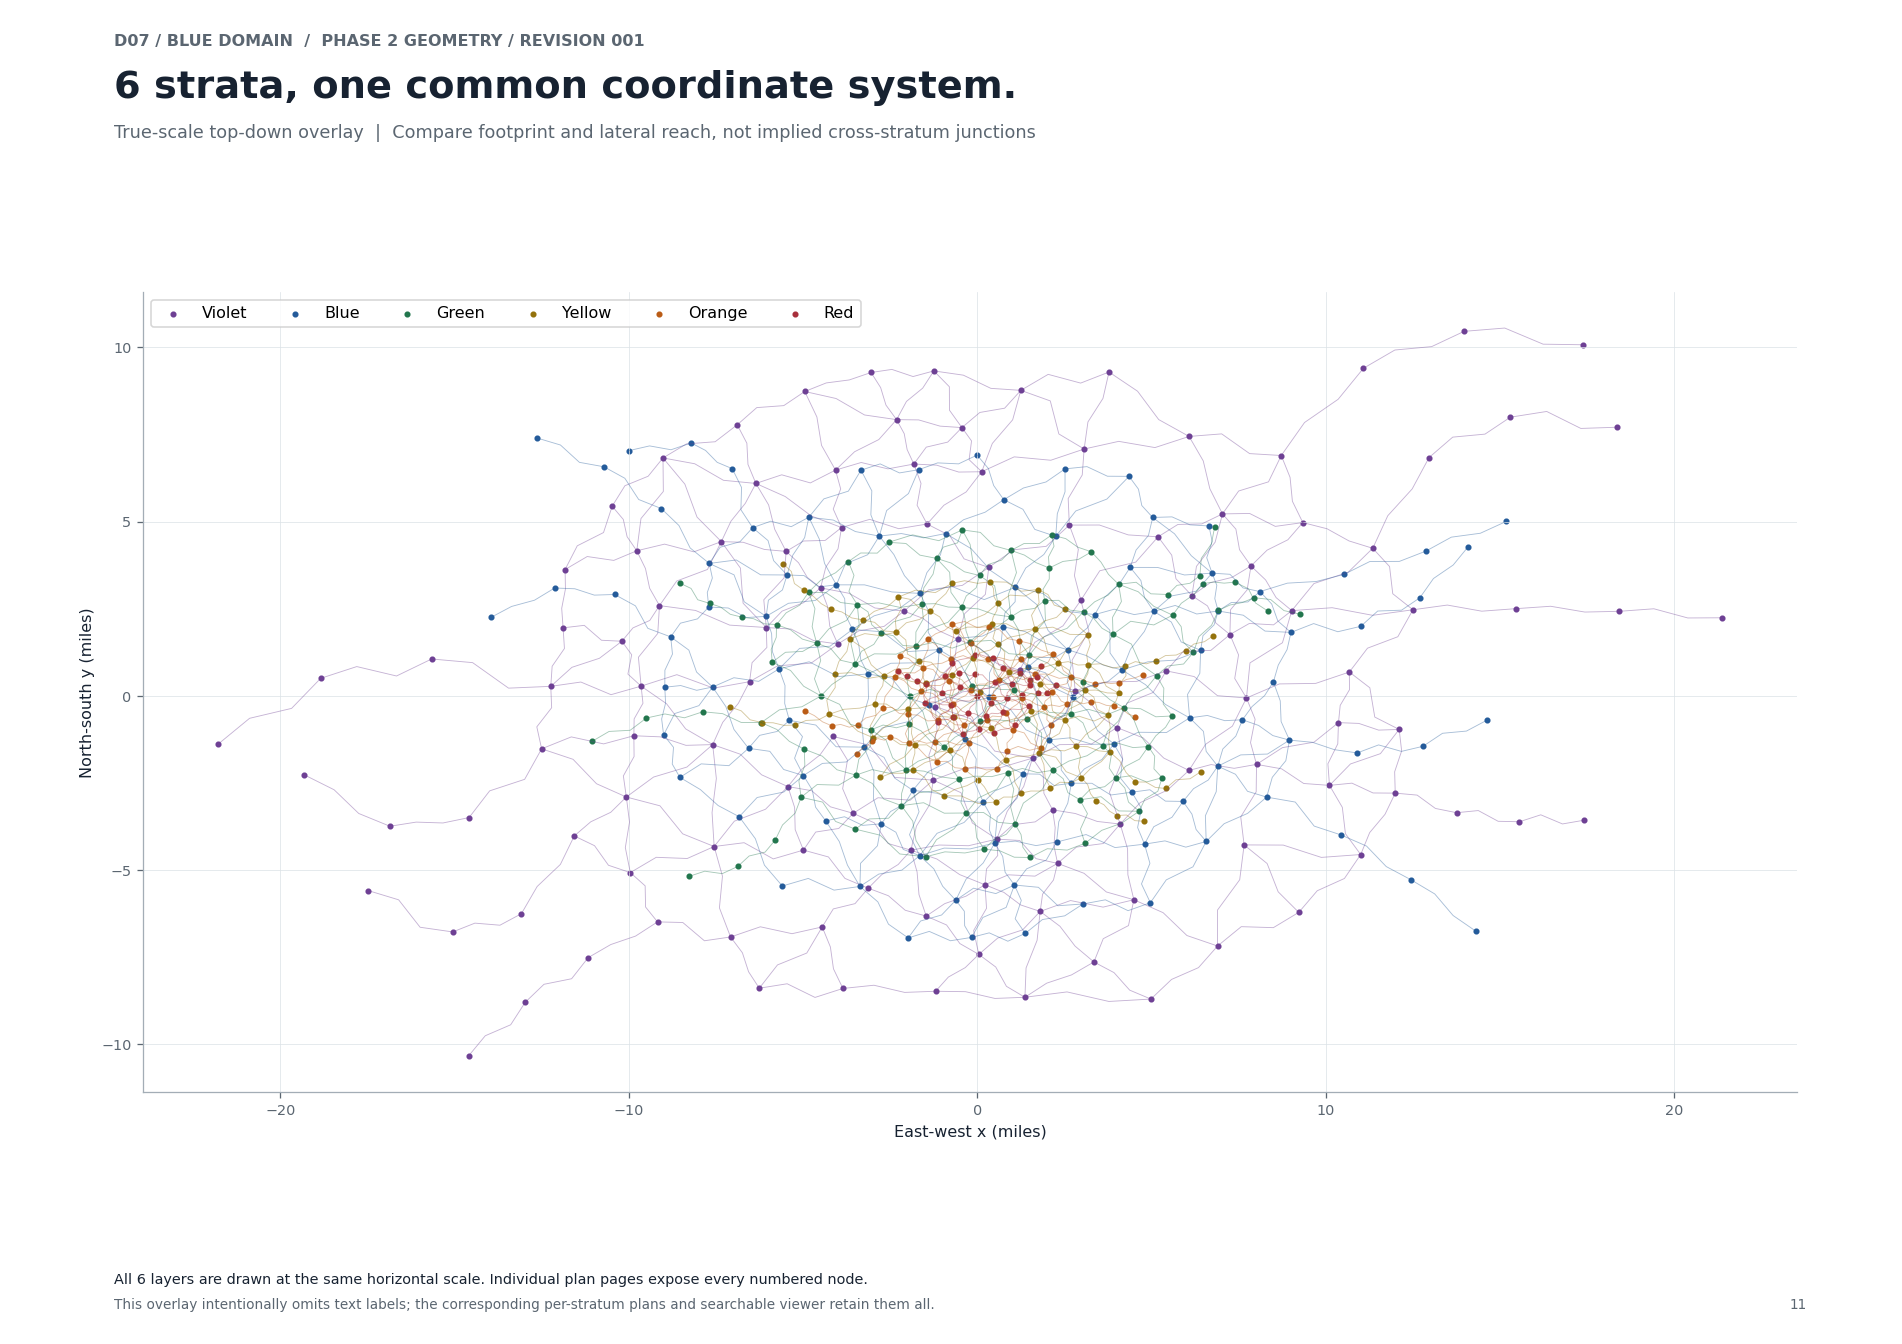 D07 / BLUE DOMAIN / PHASE 2 GEOMETRY / REVISION 001
6 strata, one common coordinate system.
True-scale top-down overlay | Compare footprint and lateral reach, not implied cross-stratum junctions
Violet Blue Green Yellow Orange Red
10
5
0
−5
−10
North-south y (miles)
−20 −10 0 10 20
East-west x (miles)
All 6 layers are drawn at the same horizontal scale. Individual plan pages expose every numbered node.
This overlay intentionally omits text labels; the corresponding per-stratum plans and searchable viewer retain them all.
11